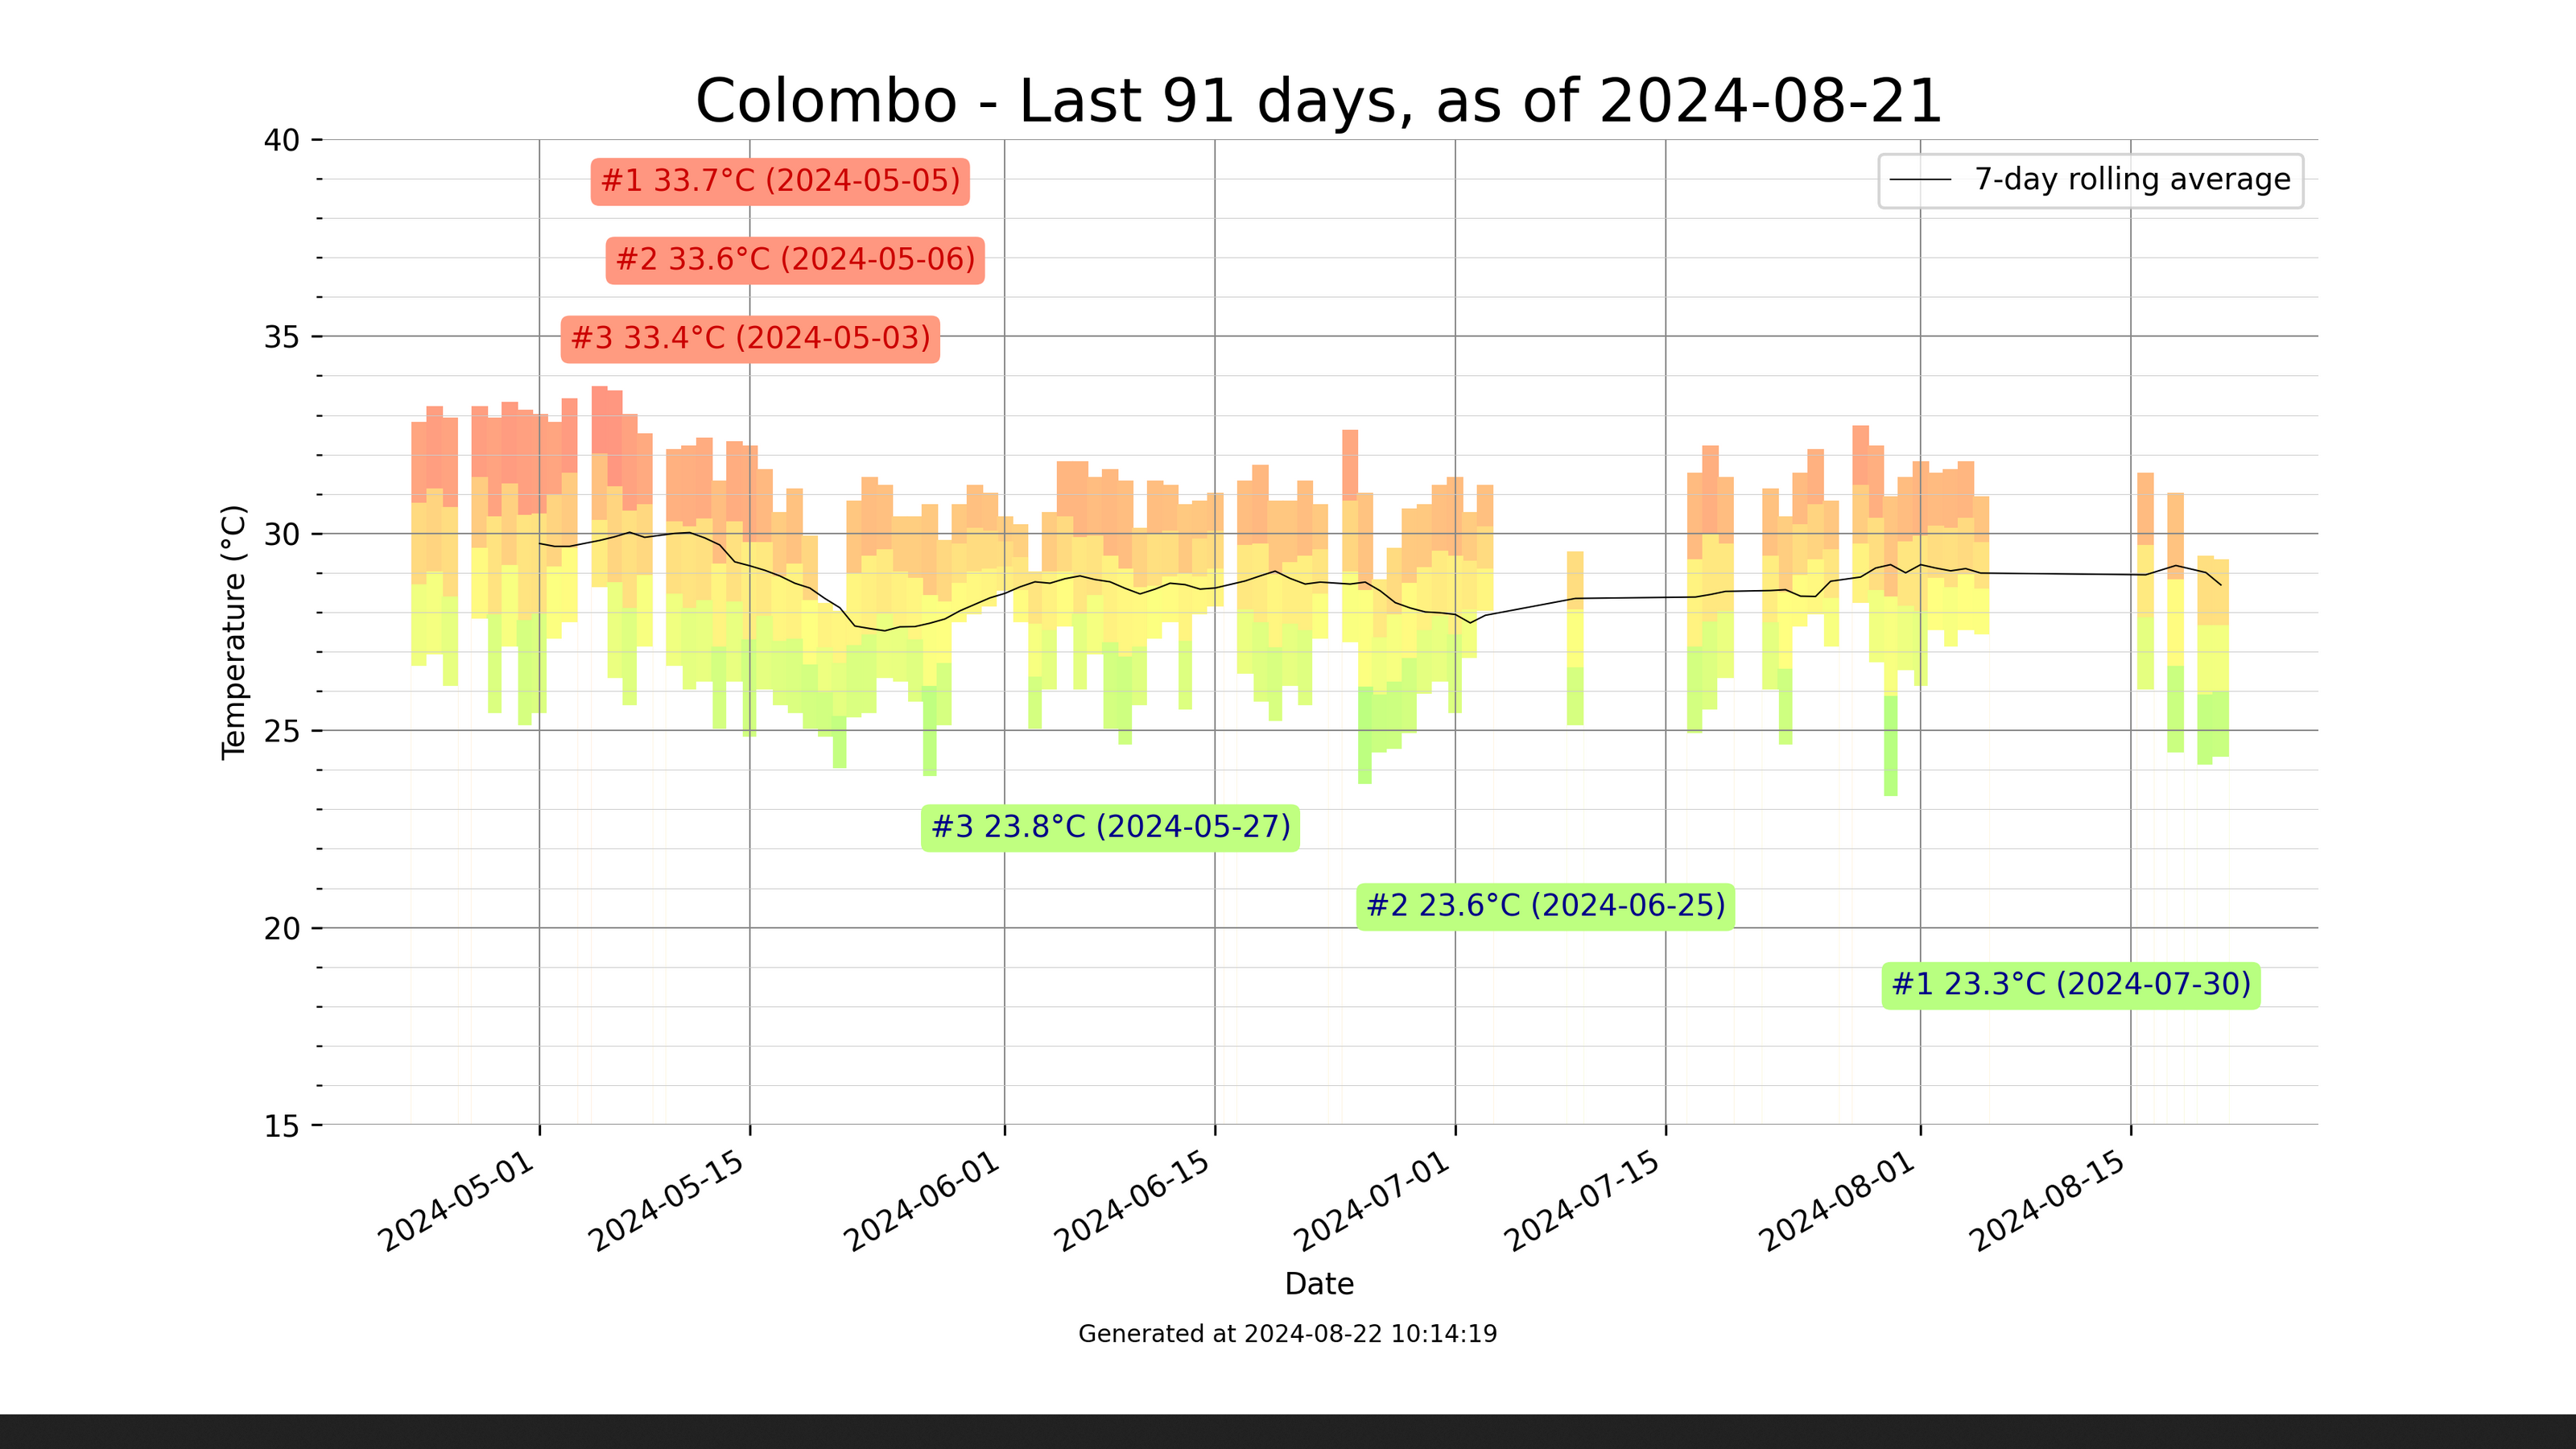 Colombo - Last 91 days, as of 2024-08-21
40
#1 33.7°C (2024-05-05)
7-day rolling average
#2 33.6°C (2024-05-06)
35
#3 33.4°C (2024-05-03)
30
Temperature (°C)
25
#3 23.8°C (2024-05-27)
#2 23.6°C (2024-06-25)
20
#1 23.3°C (2024-07-30)
15
2024-05-01
2024-05-15
2024-06-01
2024-06-15
2024-07-01
2024-07-15
2024-08-01
2024-08-15
Date
Generated at 2024-08-22 10:14:19